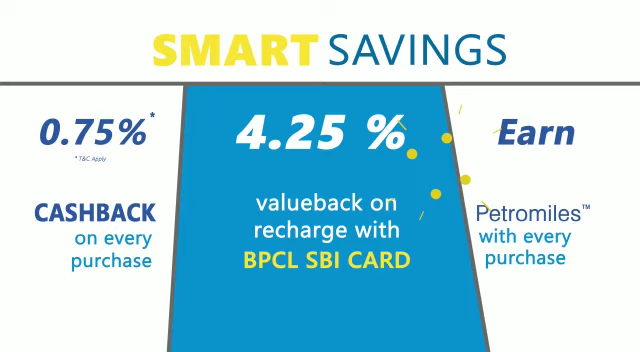 SMART SAVINGS
0.75%*
* T&C Apply
CASHBACK
on every
purchase
4.25 %
valueback on
recharge with
BPCL SBI CARD
Earn
Petromiles™
with every
purchase